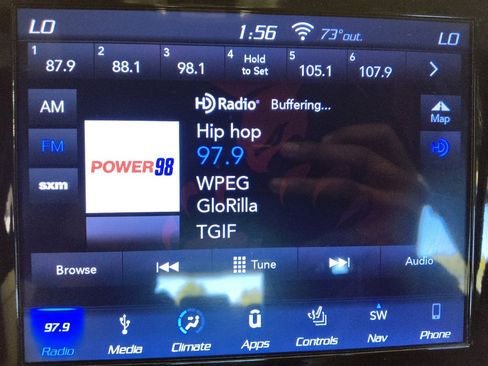 LO 1:56 73°out. LO
1 2 3 4 5 6
87.9 88.1 98.1 Hold to Set 105.1 107.9
AM HD Radio® Buffering... Map
Hip hop
FM 97.9 HD
POWER98
sxm WPEG
GloRilla
TGIF
Browse Tune Audio
97.9 SW
Radio Media Climate Apps Controls Nav Phone